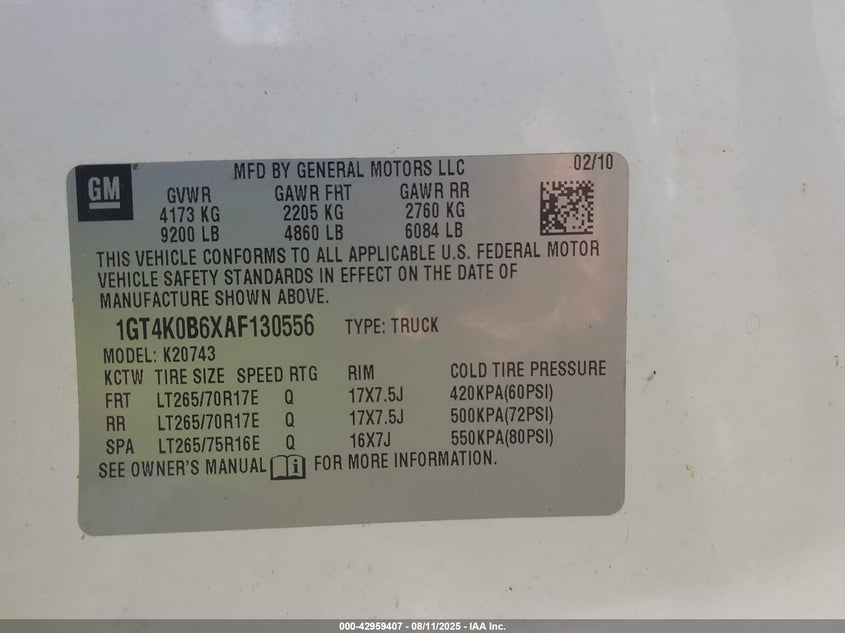 GM
MFD BY GENERAL MOTORS LLC 02/10
GVWR GAWR FRT GAWR RR
4173 KG 2205 KG 2760 KG
9200 LB 4860 LB 6084 LB
THIS VEHICLE CONFORMS TO ALL APPLICABLE U.S. FEDERAL MOTOR
VEHICLE SAFETY STANDARDS IN EFFECT ON THE DATE OF
MANUFACTURE SHOWN ABOVE.
1GT4K0B6XAF130556 TYPE: TRUCK
MODEL: K20743
KCTW TIRE SIZE SPEED RTG RIM COLD TIRE PRESSURE
FRT LT265/70R17E Q 17X7.5J 420KPA(60PSI)
RR LT265/70R17E Q 17X7.5J 500KPA(72PSI)
SPA LT265/75R16E Q 16X7J 550KPA(80PSI)
SEE OWNER'S MANUAL i FOR MORE INFORMATION.
000-42959407 - 08/11/2025 - IAA Inc.